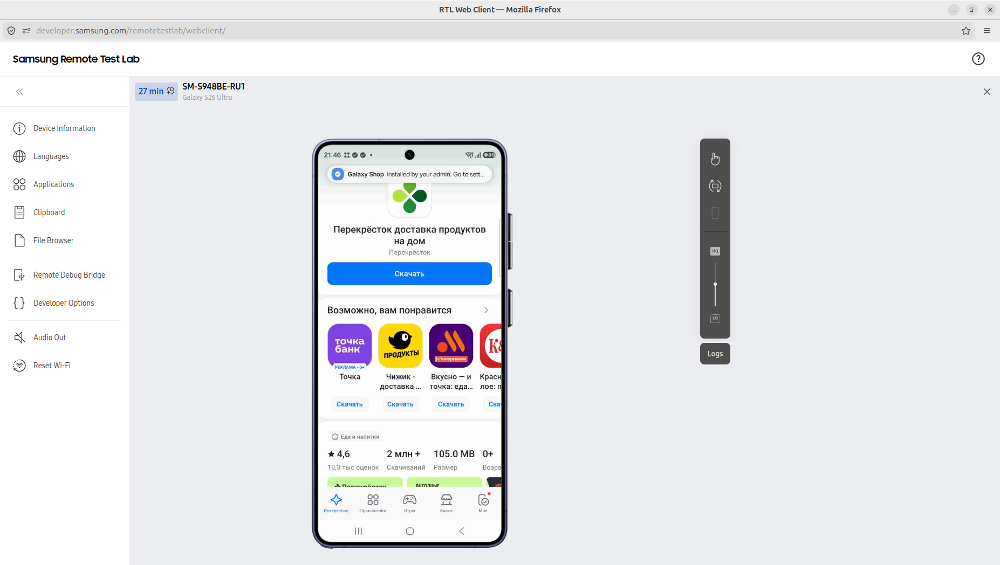 RTL Web Client — Mozilla Firefox
developer.samsung.com/remotetestlab/webclient/
Samsung Remote Test Lab
27 min
SM-S948BE-RU1
Galaxy S26 Ultra
Device Information
Languages
Applications
Clipboard
File Browser
Remote Debug Bridge
Developer Options
Audio Out
Reset Wi-Fi
21:46
81
Galaxy Shop Installed by your admin. Go to sett...
Перекрёсток доставка продуктов
на дом
Перекрёсток
Скачать
Возможно, вам понравится
точка
банк
РЕКЛАМА • 0+
ПРОДУКТЫ
стикермания
Точка
Чижик -
доставка ...
Вкусно — и
точка: еда...
Красн
лое: п
Скачать
Скачать
Скачать
Ска
Еда и напитки
4,6
2 млн +
105.0 MB
0+
10,3 тыс оценок
Скачиваний
Размер
Возра
Перекрёсток
ВЫГОДНЫЕ
Интересное
Приложения
Игры
Киоск
Моё
HQ
LQ
Logs